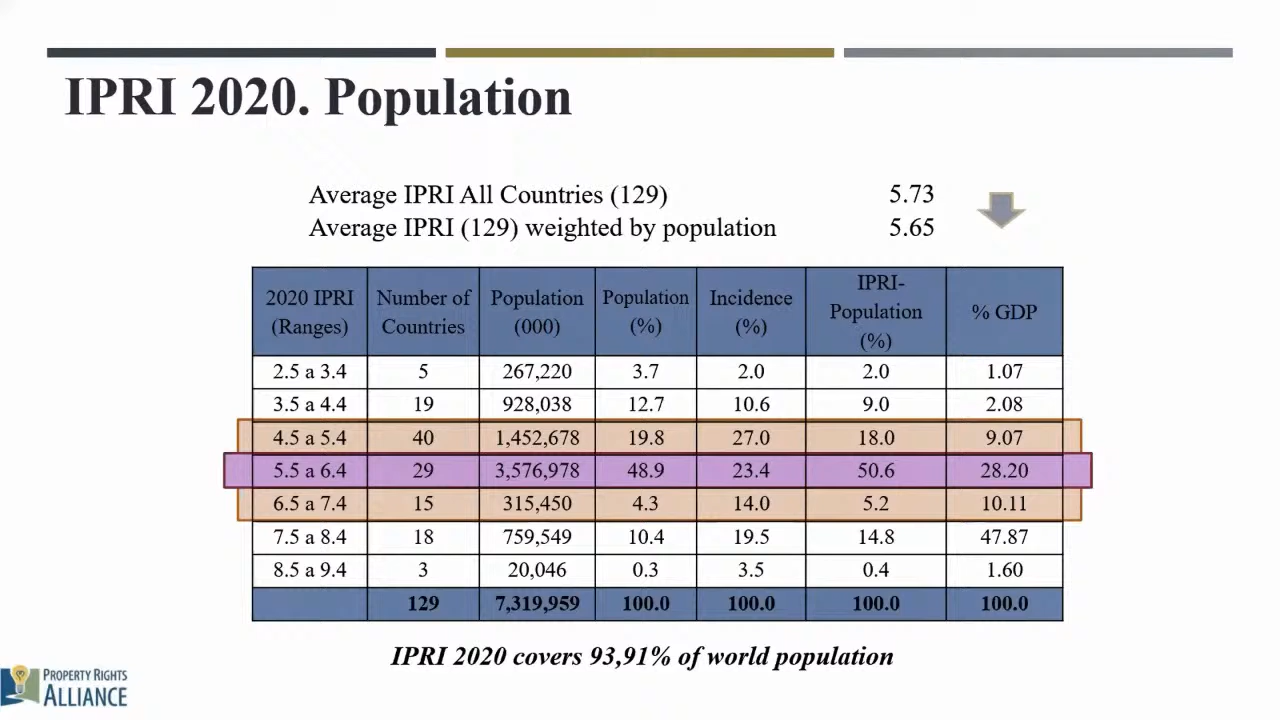 IPRI 2020. Population
Average IPRI All Countries (129) 5.73
Average IPRI (129) weighted by population 5.65
2020 IPRI (Ranges) Number of Countries Population (000) Population (%) Incidence (%) IPRI-Population (%) % GDP
2.5 a 3.4 5 267,220 3.7 2.0 2.0 1.07
3.5 a 4.4 19 928,038 12.7 10.6 9.0 2.08
4.5 a 5.4 40 1,452,678 19.8 27.0 18.0 9.07
5.5 a 6.4 29 3,576,978 48.9 23.4 50.6 28.20
6.5 a 7.4 15 315,450 4.3 14.0 5.2 10.11
7.5 a 8.4 18 759,549 10.4 19.5 14.8 47.87
8.5 a 9.4 3 20,046 0.3 3.5 0.4 1.60
129 7,319,959 100.0 100.0 100.0 100.0
IPRI 2020 covers 93,91% of world population
PROPERTY RIGHTS
ALLIANCE